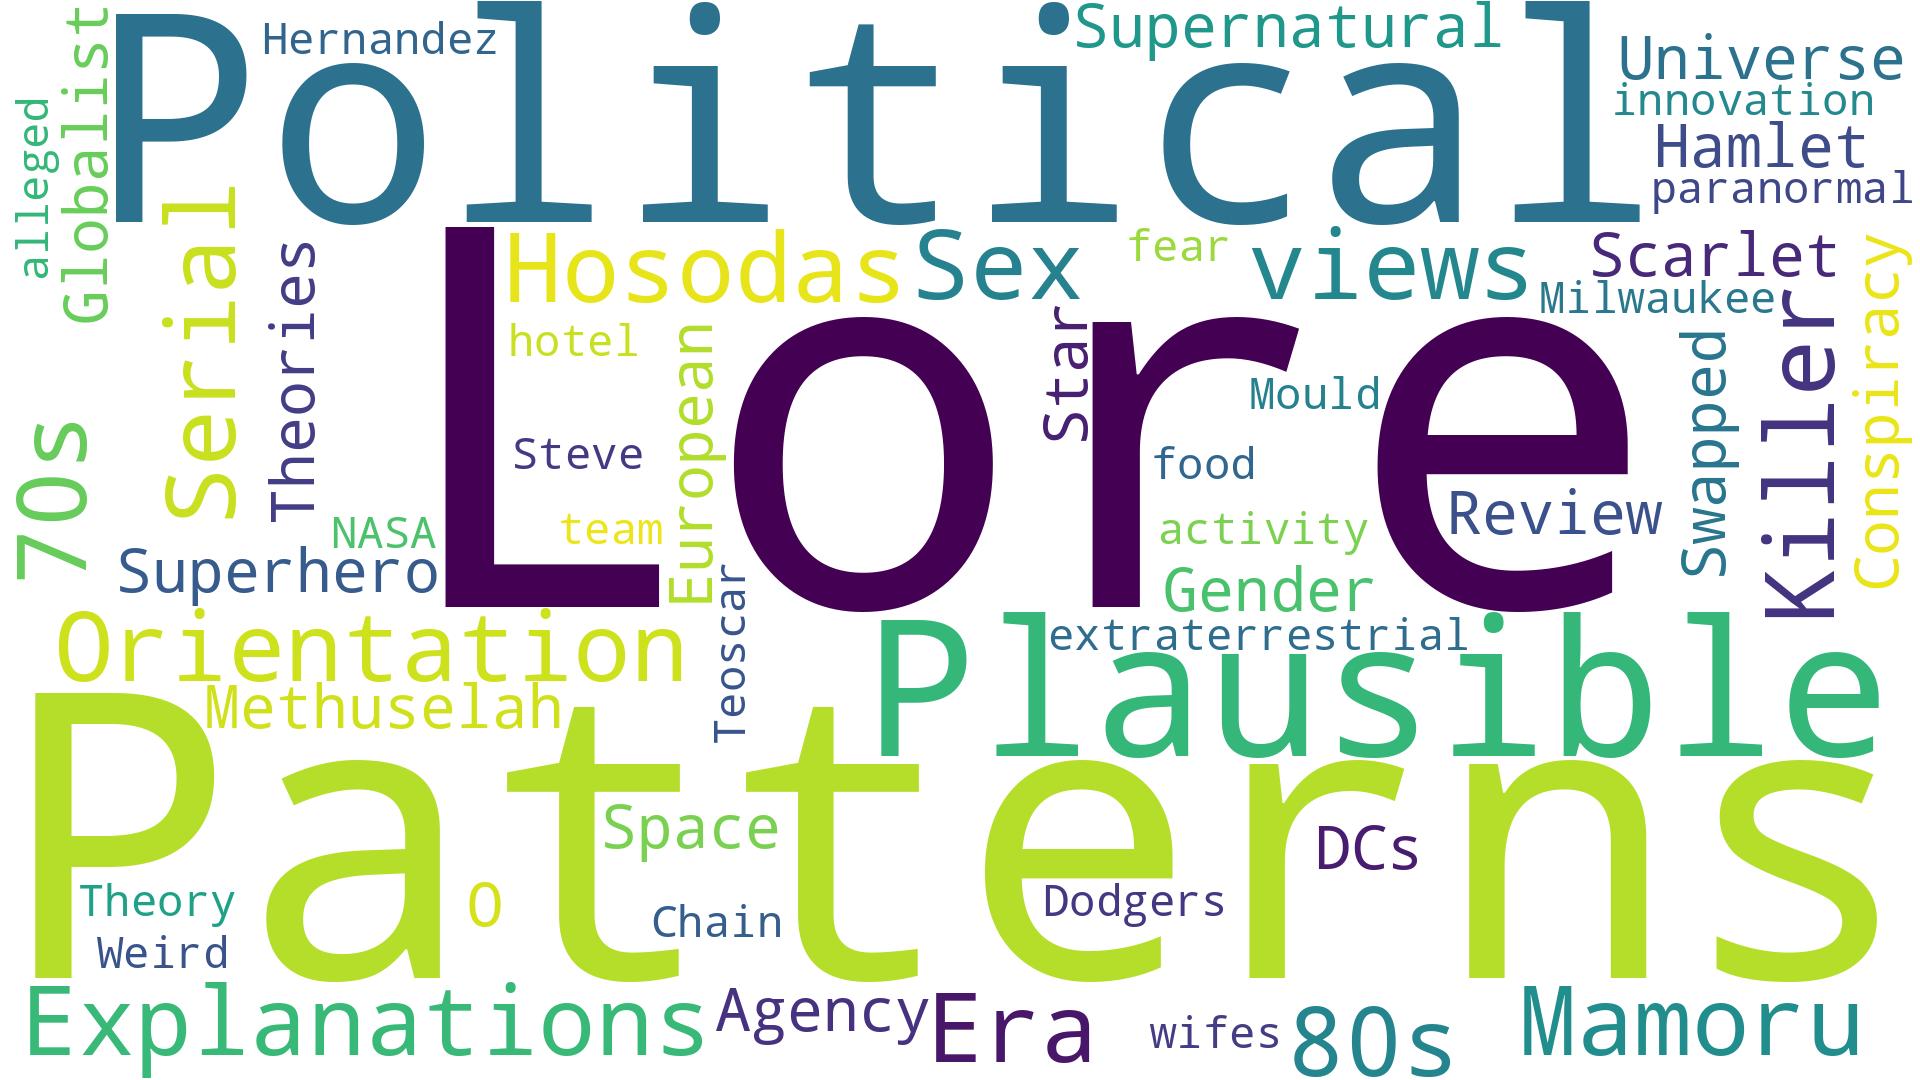 Political
Hernandez
Supernatural
Universe
innovation
Hamlet
paranormal
alleged
Globalist
Serial
Theories
Hosodas
Sex
fear
views
Scarlet
Milwaukee
Conspiracy
Killer
Swapped
Lore
hotel
European
Star
Mould
Steve
food
70s
NASA
team
activity
Review
Superhero
Gender
Orientation
Teoscar
extraterrestrial
Plausible
Methuselah
Patterns
Space
DCs
Theory
O
Chain
Dodgers
Weird
Explanations
Agency
Era
wifes
80s
Mamoru